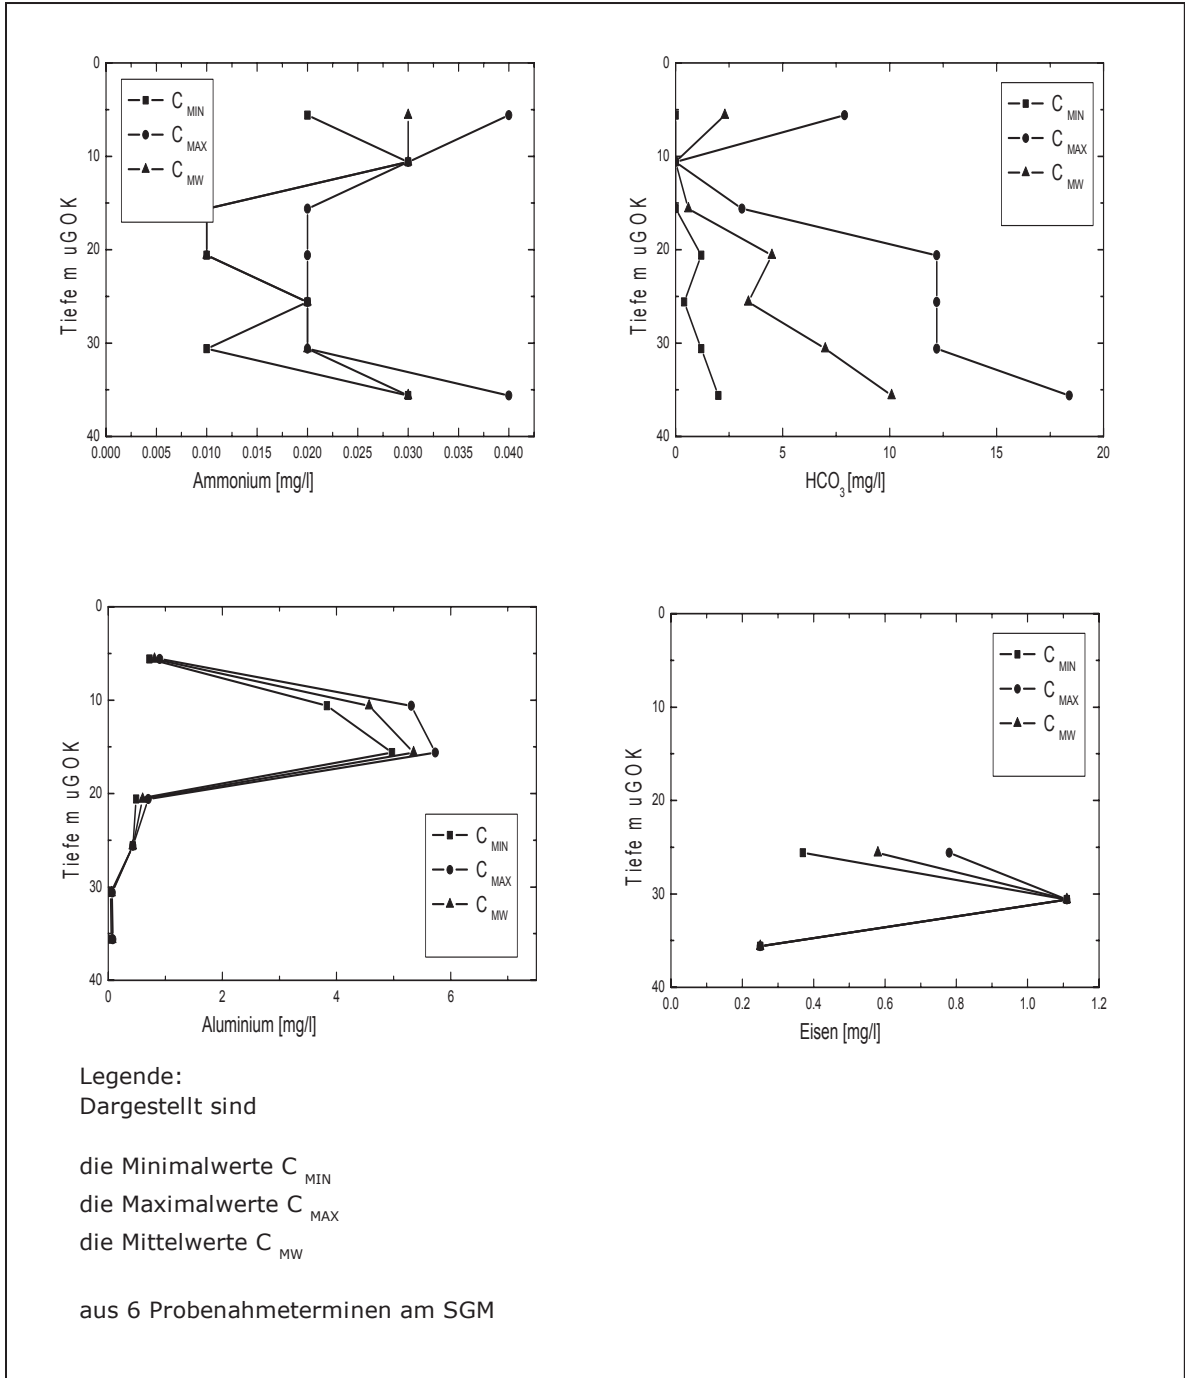 0
10
20
30
40
Tiefe m uGOK
C MIN
C MAX
C MW
0.000 0.005 0.010 0.015 0.020 0.025 0.030 0.035 0.040
Ammonium [mg/l]
0
10
20
30
40
Tiefe m uGOK
C MIN
C MAX
C MW
0 5 10 15 20
HCO3 [mg/l]
0
10
20
30
40
Tiefe m uGOK
C MIN
C MAX
C MW
0 2 4 6
Aluminium [mg/l]
0
10
20
30
40
Tiefe m uGOK
C MIN
C MAX
C MW
0.0 0.2 0.4 0.6 0.8 1.0 1.2
Eisen [mg/l]
Legende:
Dargestellt sind
die Minimalwerte C MIN
die Maximalwerte C MAX
die Mittelwerte C MW
aus 6 Probenahmeterminen am SGM